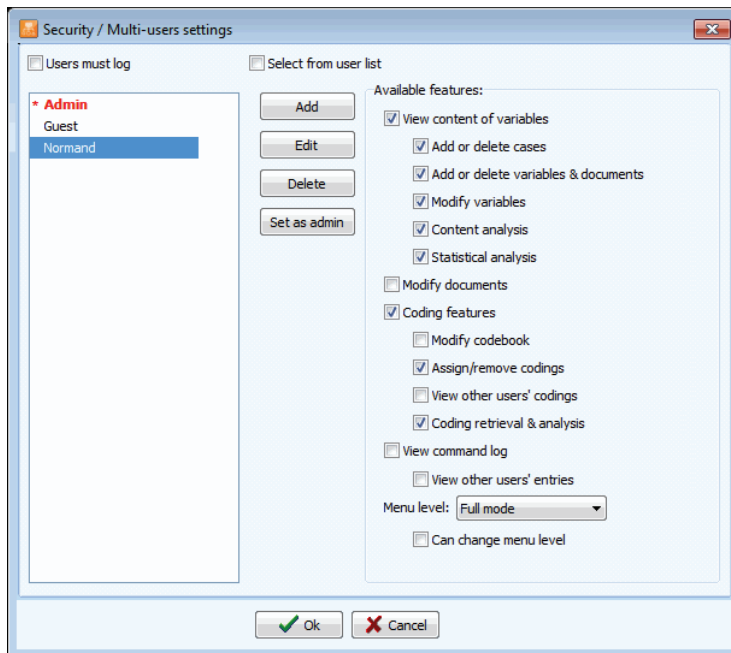 Security / Multi-users settings
Users must log
Select from user list
* Admin
Guest
Normand
Add
Edit
Delete
Set as admin
Available features:
View content of variables
Add or delete cases
Add or delete variables & documents
Modify variables
Content analysis
Statistical analysis
Modify documents
Coding features
Modify codebook
Assign/remove codings
View other users' codings
Coding retrieval & analysis
View command log
View other users' entries
Menu level: Full mode
Can change menu level
Ok
Cancel